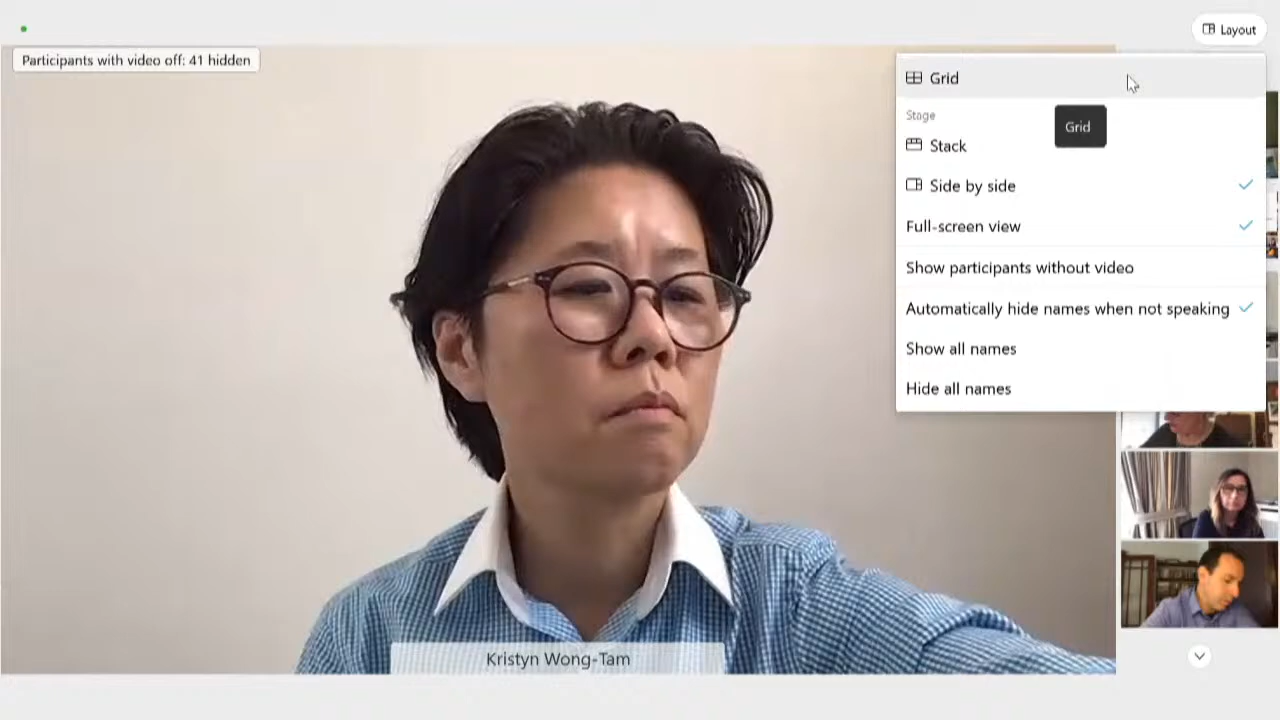 Layout
Participants with video off: 41 hidden
Grid
Stage
Grid
Stack
Side by side
Full-screen view
Show participants without video
Automatically hide names when not speaking
Show all names
Hide all names
Kristyn Wong-Tam